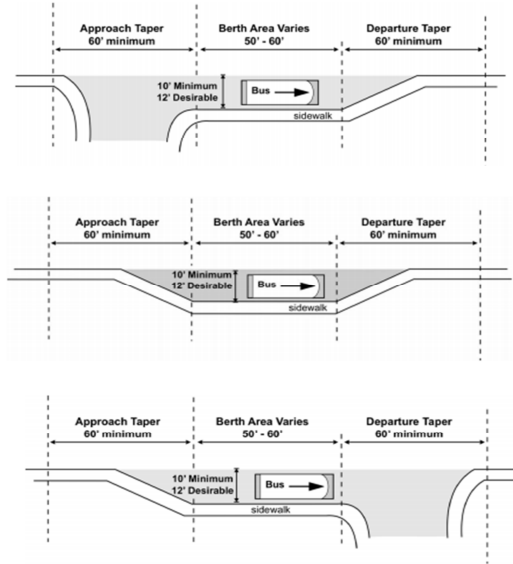 Approach Taper
60' minimum
Berth Area Varies
50' - 60'
Departure Taper
60' minimum
10' Minimum
12' Desirable
Bus
sidewalk
Approach Taper
60' minimum
Berth Area Varies
50' - 60'
Departure Taper
60' minimum
10' Minimum
12' Desirable
Bus
sidewalk
Approach Taper
60' minimum
Berth Area Varies
50' - 60'
Departure Taper
60' minimum
10' Minimum
12' Desirable
Bus
sidewalk